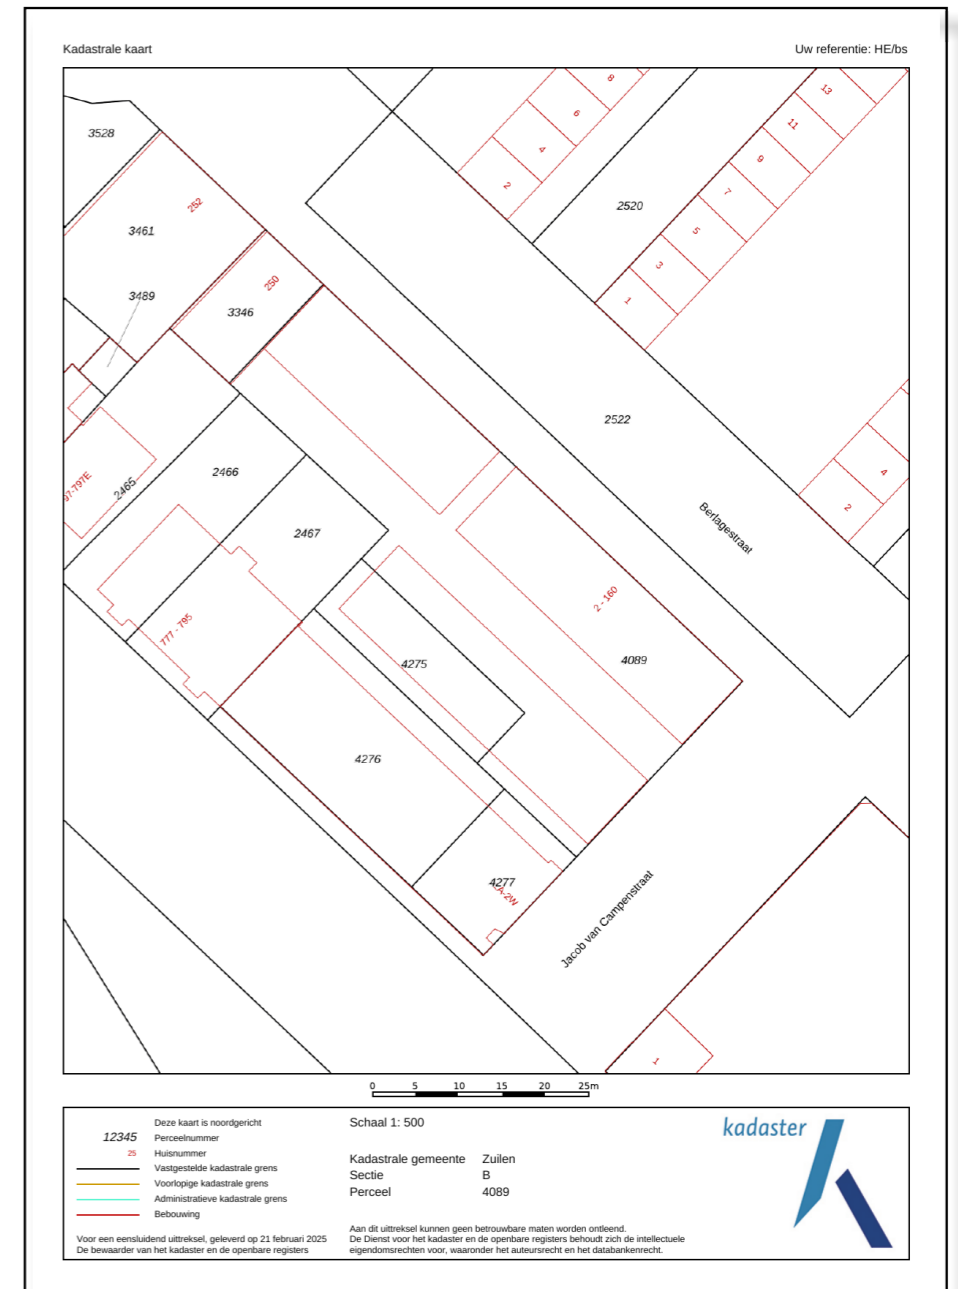 Kadastrale kaart
Uw referentie: HE/bs
3528
252
3461
3489
250
3346
8
6
4
2
2520
13
11
9
7
5
3
1
2522
4
2
Berlagestraat
97-797E
2465
2466
2467
777 - 795
2 - 160
4089
4275
4276
4277
A-2W
Jacob van Campenstraat
1
0 5 10 15 20 25m
Deze kaart is noordgericht
12345 Perceelnummer
25 Huisnummer
Vastgestelde kadastrale grens
Voorlopige kadastrale grens
Administratieve kadastrale grens
Bebouwing
Voor een eensluidend uittreksel, geleverd op 21 februari 2025
De bewaarder van het kadaster en de openbare registers
Schaal 1: 500
Kadastrale gemeente Zuilen
Sectie B
Perceel 4089
Aan dit uittreksel kunnen geen betrouwbare maten worden ontleend.
De Dienst voor het kadaster en de openbare registers behoudt zich de intellectuele
eigendomsrechten voor, waaronder het auteursrecht en het databankenrecht.
kadaster